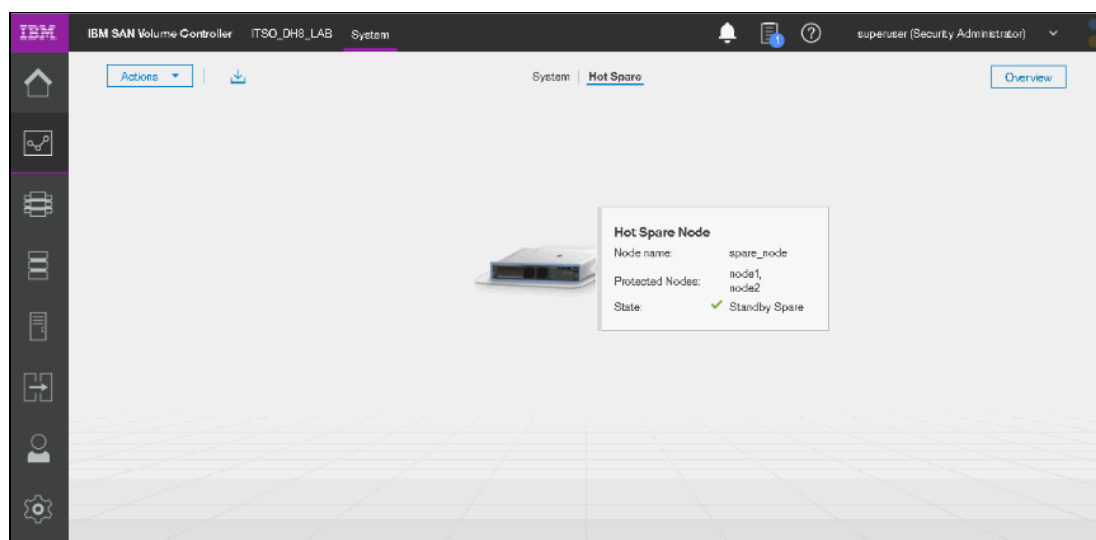 IBM IBM SAN Volume Controller ITSO_DH8_LAB System 1 ? superuser (Security Administrator)
Actions System Hot Spare Overview
Hot Spare Node
Node name: spare_node
Protected Nodes: node1,
node2
State: Standby Spare